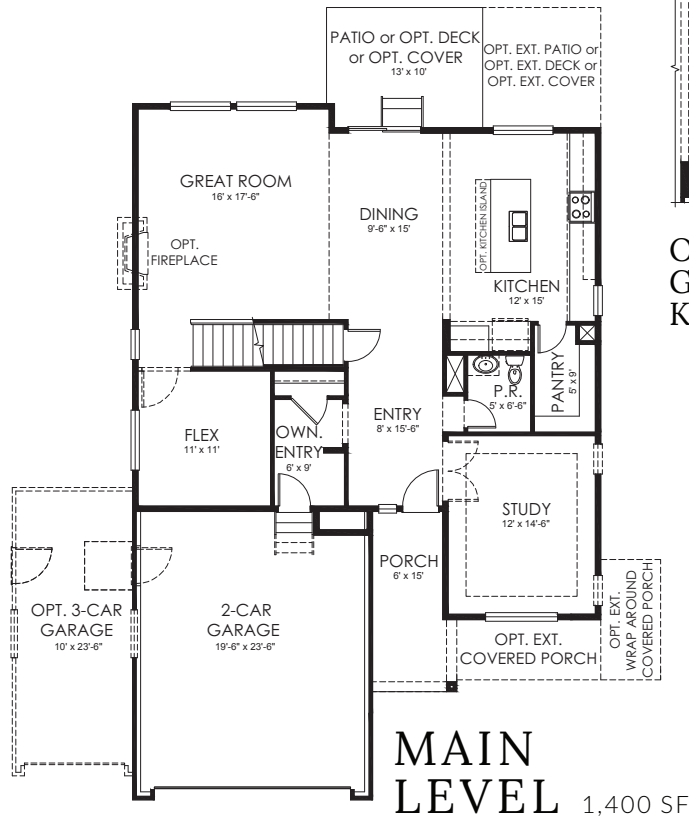 PATIO or OPT. DECK
or OPT. COVER
13' x 10'
OPT. EXT. PATIO or
OPT. EXT. DECK or
OPT. EXT. COVER
GREAT ROOM
16' x 17'-6"
OPT.
FIREPLACE
DINING
9'-6" x 15'
OPT. KITCHEN ISLAND
KITCHEN
12' x 15'
O
G
K
P.R.
5' x 6'-6"
PANTRY
5' x 9'
FLEX
11' x 11'
OWN.
ENTRY
6' x 9'
ENTRY
8' x 15'-6"
STUDY
12' x 14'-6"
PORCH
6' x 15'
OPT. 3-CAR
GARAGE
10' x 23'-6"
2-CAR
GARAGE
19'-6" x 23'-6"
OPT. EXT.
COVERED PORCH
OPT. EXT.
WRAP AROUND
COVERED PORCH
MAIN
LEVEL 1,400 SF